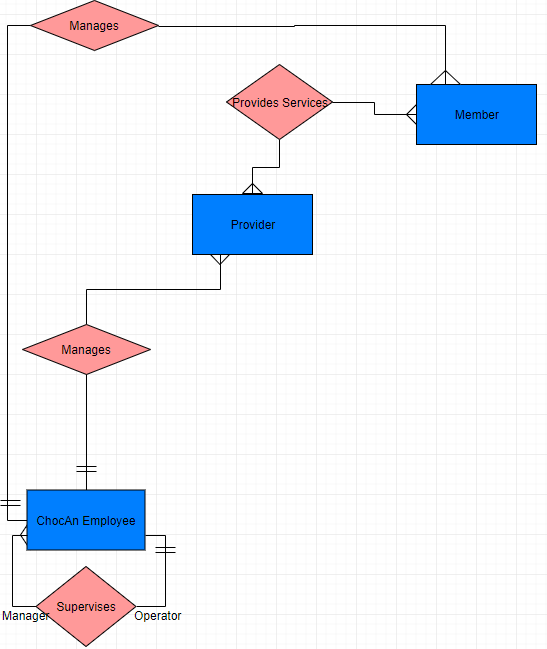 Manages
Provides Services
Member
Provider
Manages
ChocAn Employee
Supervises
Manager
Operator